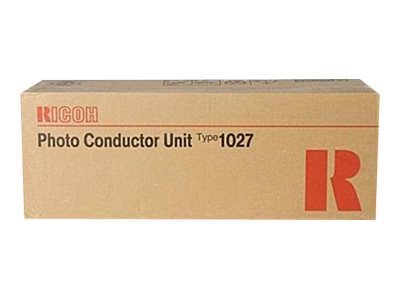 RICOH
Photo Conductor Unit Type 1027
R